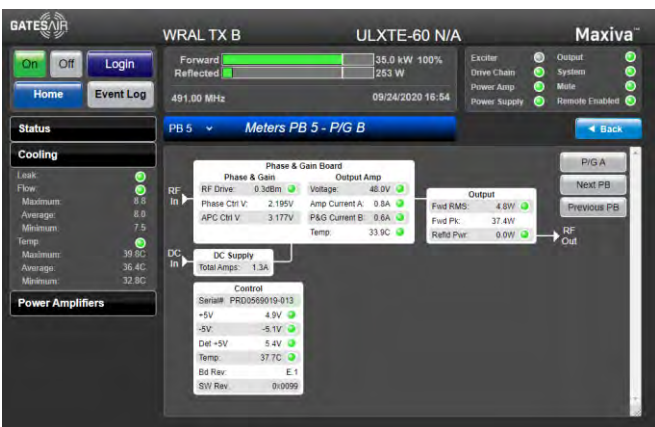 GATESAIR
WRAL TX B
ULXTE-60 N/A
Maxiva™
On
Off
Login
Home
Event Log
Forward
35.0 kW 100%
Reflected
253 W
491.00 MHz
09/24/2020 16:54
Exciter
Output
Drive Chain
System
Power Amp
Mute
Power Supply
Remote Enabled
Status
PB 5
Meters PB 5 - P/G B
Back
Cooling
Leak:
Flow:
Maximum: 8.8
Average: 8.0
Minimum: 7.5
Temp:
Maximum: 39.6C
Average: 36.4C
Minimum: 32.8C
Power Amplifiers
P/G A
Next PB
Previous PB
Phase & Gain Board
Phase & Gain
Output Amp
RF In
RF Drive: 0.3dBm
Voltage: 48.0V
Phase Ctrl V: 2.195V
Amp Current A: 0.8A
APC Ctrl V: 3.177V
P&G Current B: 0.6A
Temp: 33.9C
Output
Fwd RMS: 4.8W
Fwd Pk: 37.4W
Refld Pwr: 0.0W
RF Out
DC In
DC Supply
Total Amps: 1.3A
Control
Serial# PRD0569019-013
+5V 4.9V
-5V: -5.1V
Det +5V 5.4V
Temp: 37.7C
Bd Rev: E.1
SW Rev. 0x0099